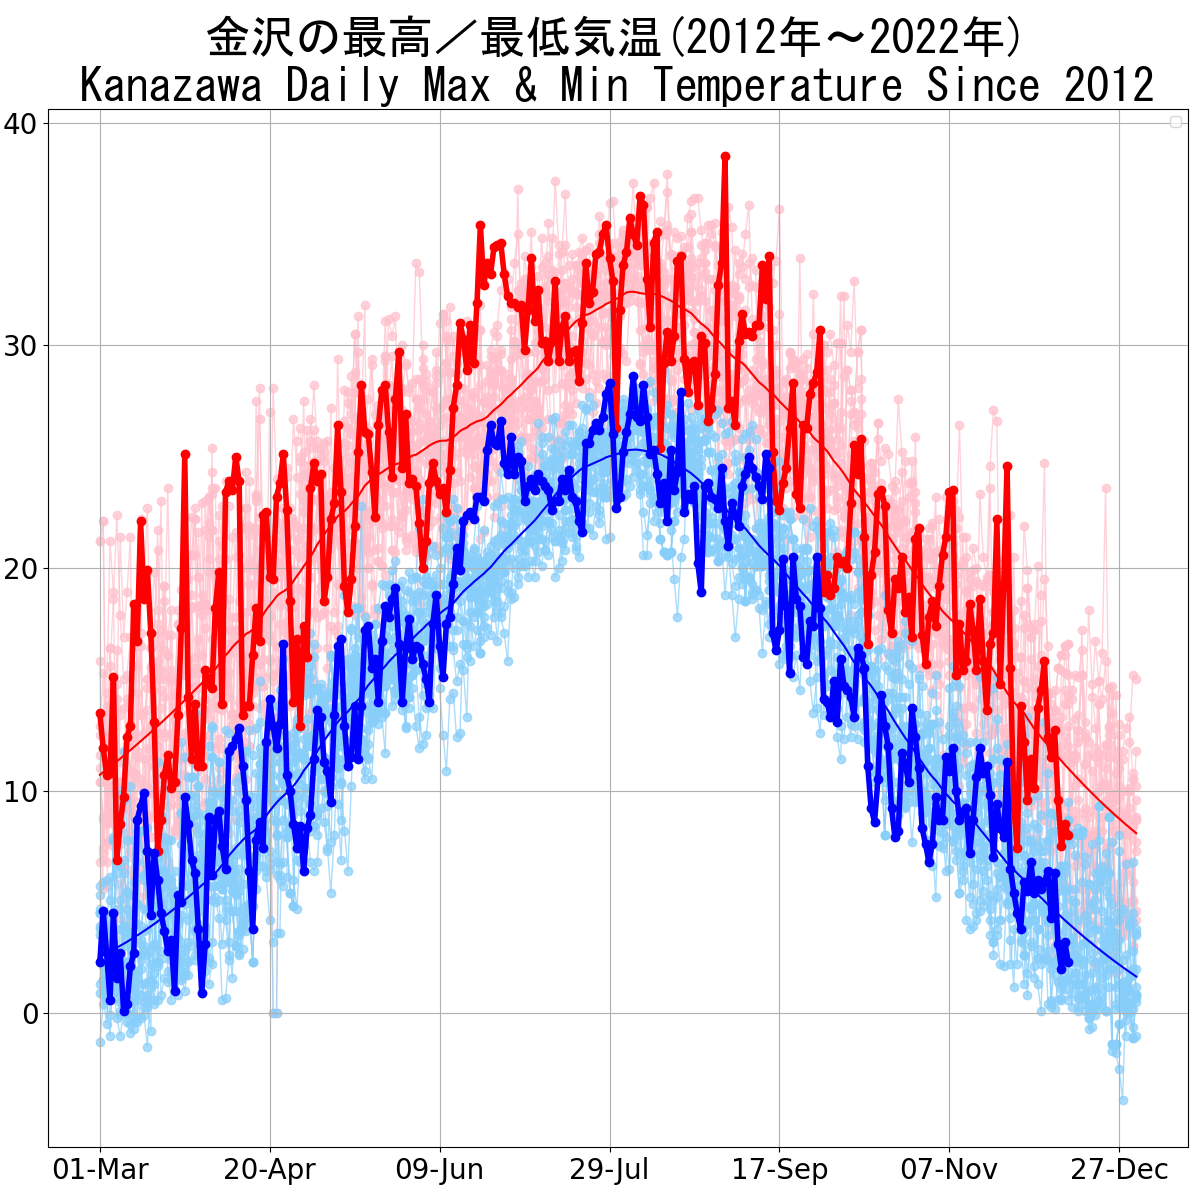 金沢の最高／最低気温(2012年～2022年)
Kanazawa Daily Max & Min Temperature Since 2012
40
30
20
10
0
01-Mar 20-Apr 09-Jun 29-Jul 17-Sep 07-Nov 27-Dec